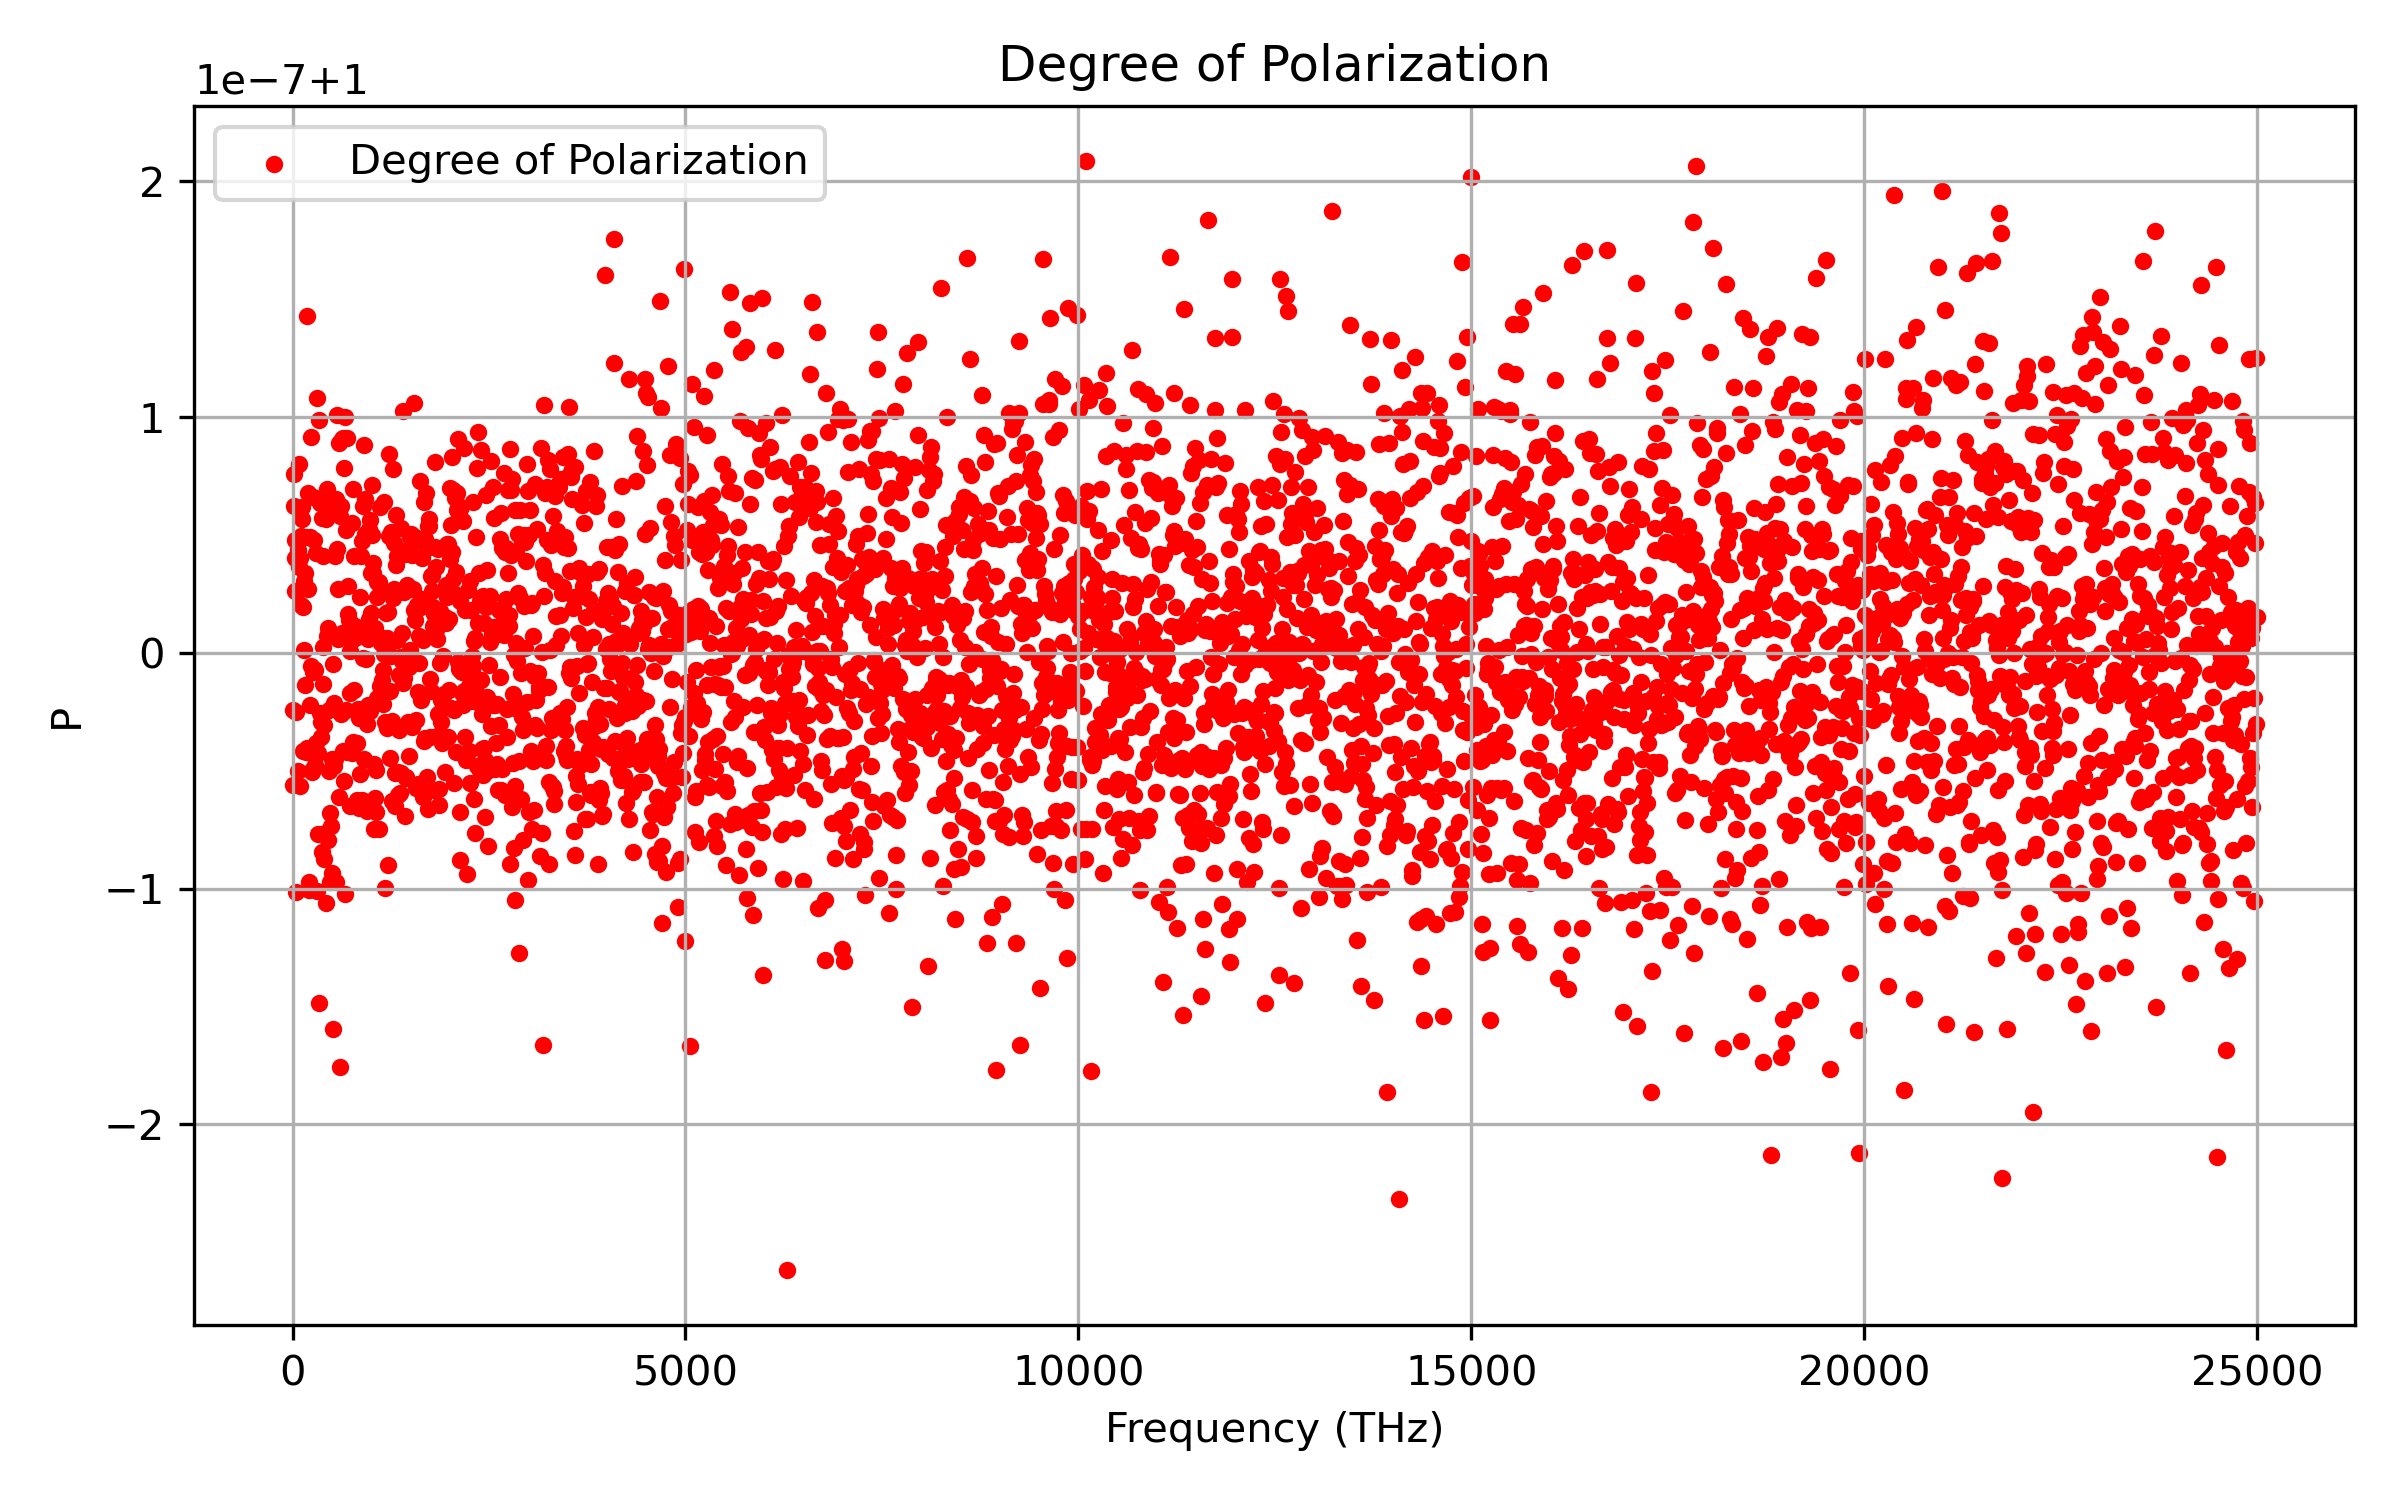 Degree of Polarization
1e−7+1
Degree of Polarization
2
1
0
−1
−2
P
0 5000 10000 15000 20000 25000
Frequency (THz)